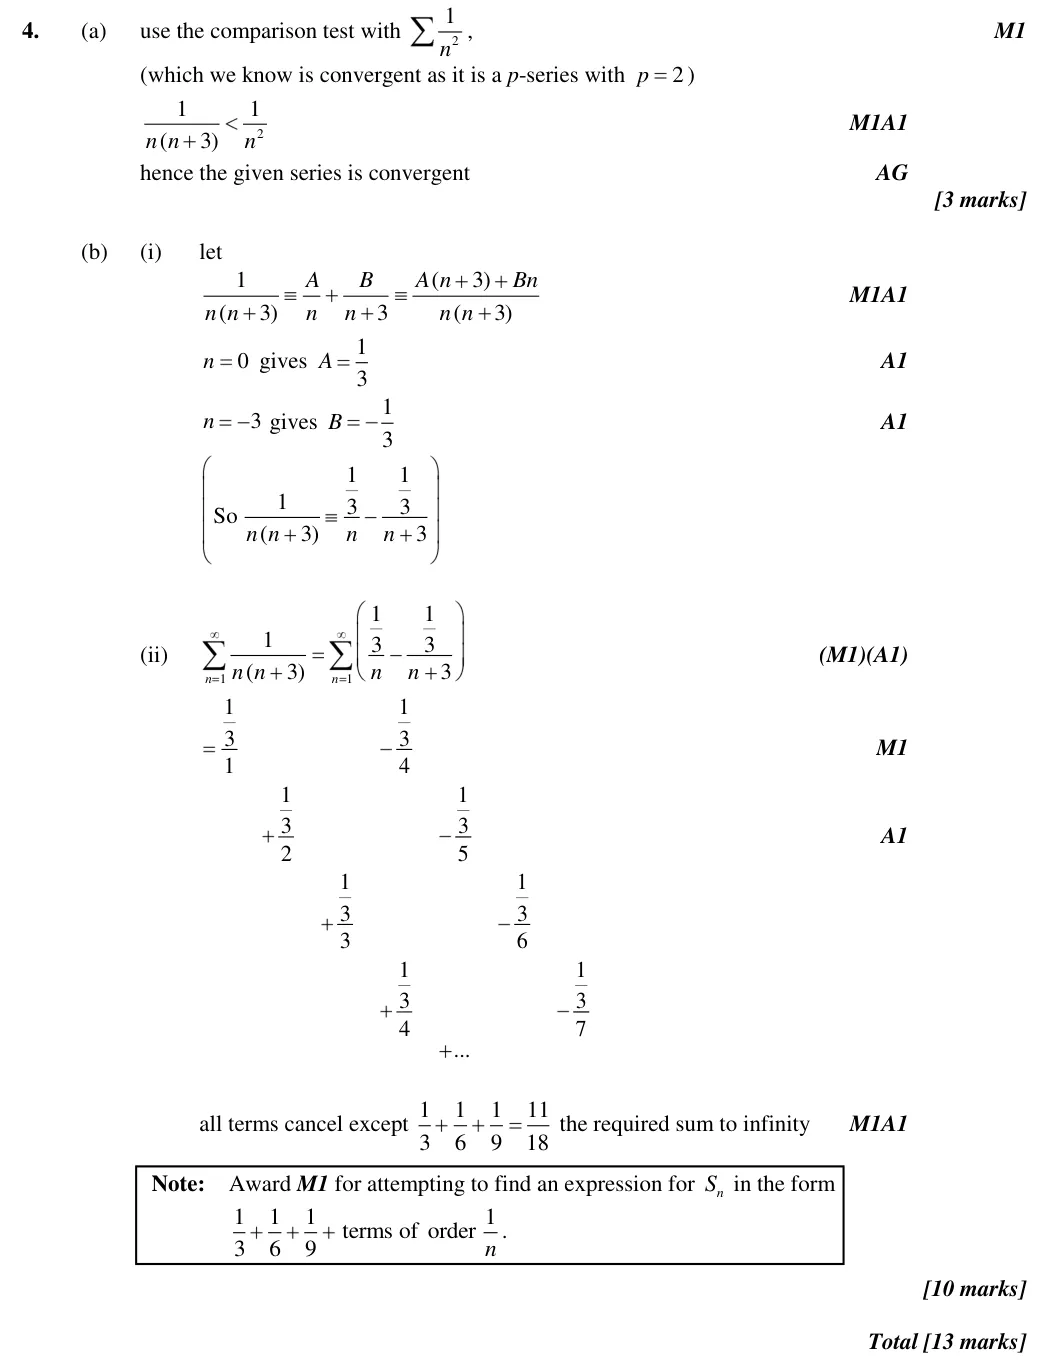 4. (a) use the comparison test with ∑ 1/n², M1
(which we know is convergent as it is a p-series with p = 2)
1/(n(n+3)) < 1/n² M1A1
hence the given series is convergent AG
[3 marks]
(b) (i) let
1/(n(n+3)) ≡ A/n + B/(n+3) ≡ (A(n+3)+Bn)/(n(n+3)) M1A1
n = 0 gives A = 1/3 A1
n = −3 gives B = −1/3 A1
(So 1/(n(n+3)) ≡ (1/3)/n − (1/3)/(n+3))
(ii) ∑_{n=1}^{∞} 1/(n(n+3)) = ∑_{n=1}^{∞} ((1/3)/n − (1/3)/(n+3)) (M1)(A1)
= (1/3)/1 − (1/3)/4 M1
+ (1/3)/2 − (1/3)/5 A1
+ (1/3)/3 − (1/3)/6
+ (1/3)/4 − (1/3)/7
+...
all terms cancel except 1/3 + 1/6 + 1/9 = 11/18 the required sum to infinity M1A1
Note: Award M1 for attempting to find an expression for Sₙ in the form
1/3 + 1/6 + 1/9 + terms of order 1/n.
[10 marks]
Total [13 marks]